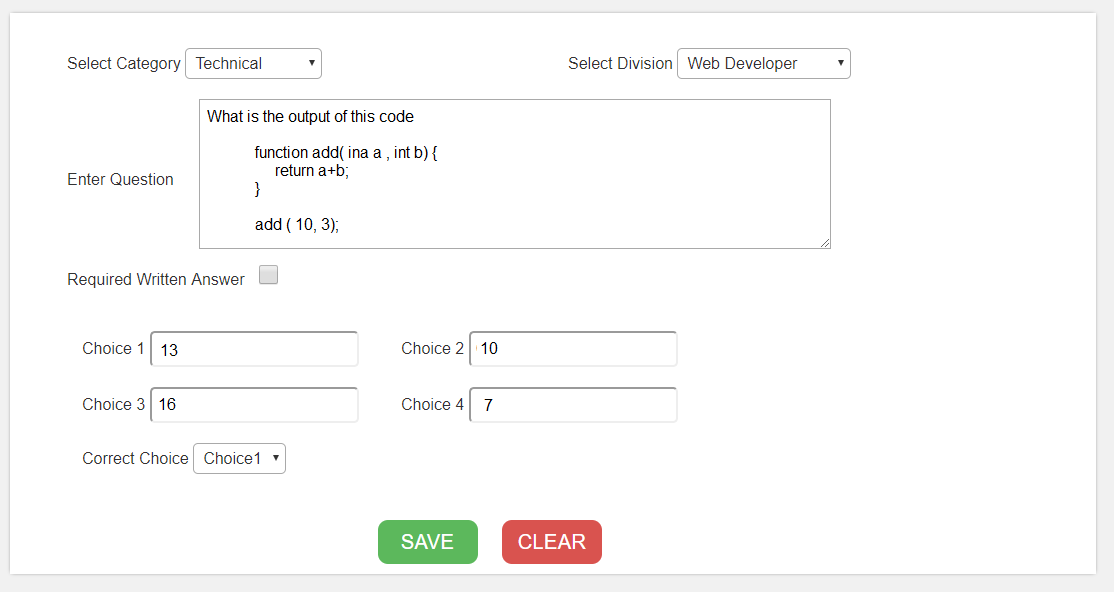 Select Category Technical Select Division Web Developer
What is the output of this code
function add( ina a , int b) {
return a+b;
Enter Question
}
add ( 10, 3);
Required Written Answer
Choice 1 13 Choice 2 10
Choice 3 16 Choice 4 7
Correct Choice Choice1
SAVE CLEAR